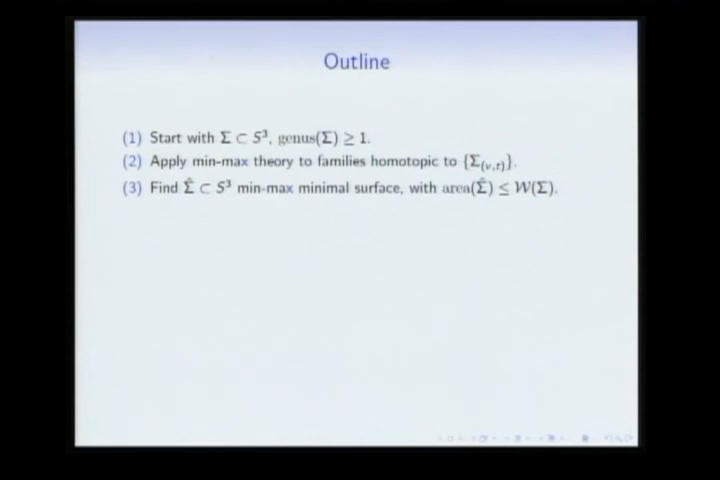 Outline
(1) Start with Σ ⊂ S³, genus(Σ) ≥ 1.
(2) Apply min-max theory to families homotopic to {Σ₍ᵥ,ₜ₎}.
(3) Find Σ̂ ⊂ S³ min-max minimal surface, with area(Σ̂) ≤ W(Σ).